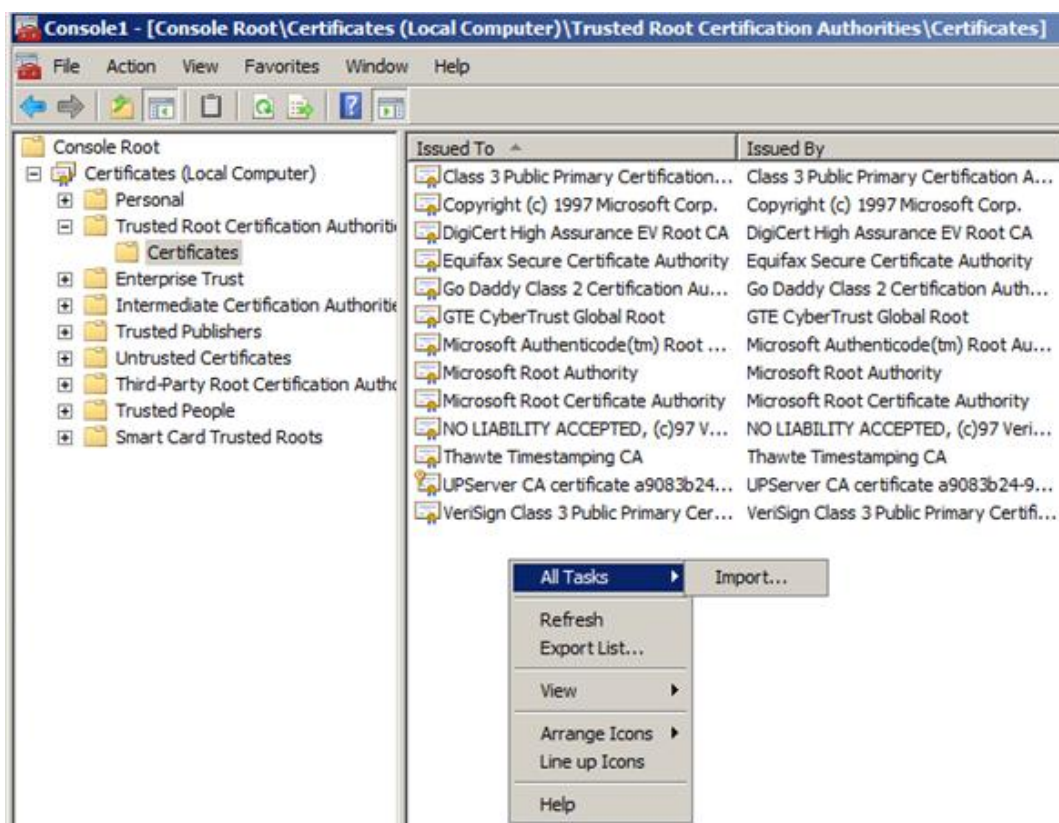 Console1 - [Console Root\Certificates (Local Computer)\Trusted Root Certification Authorities\Certificates]
File Action View Favorites Window Help
Console Root
Certificates (Local Computer)
Personal
Trusted Root Certification Authoriti
Certificates
Enterprise Trust
Intermediate Certification Authoritie
Trusted Publishers
Untrusted Certificates
Third-Party Root Certification Autho
Trusted People
Smart Card Trusted Roots
Issued To Issued By
Class 3 Public Primary Certification... Class 3 Public Primary Certification A...
Copyright (c) 1997 Microsoft Corp. Copyright (c) 1997 Microsoft Corp.
DigiCert High Assurance EV Root CA DigiCert High Assurance EV Root CA
Equifax Secure Certificate Authority Equifax Secure Certificate Authority
Go Daddy Class 2 Certification Au... Go Daddy Class 2 Certification Auth...
GTE CyberTrust Global Root GTE CyberTrust Global Root
Microsoft Authenticode(tm) Root ... Microsoft Authenticode(tm) Root Au...
Microsoft Root Authority Microsoft Root Authority
Microsoft Root Certificate Authority Microsoft Root Certificate Authority
NO LIABILITY ACCEPTED, (c)97 V... NO LIABILITY ACCEPTED, (c)97 Veri...
Thawte Timestamping CA Thawte Timestamping CA
UPServer CA certificate a9083b24... UPServer CA certificate a9083b24-9...
VeriSign Class 3 Public Primary Cer... VeriSign Class 3 Public Primary Certifi...
All Tasks Import...
Refresh
Export List...
View
Arrange Icons
Line up Icons
Help